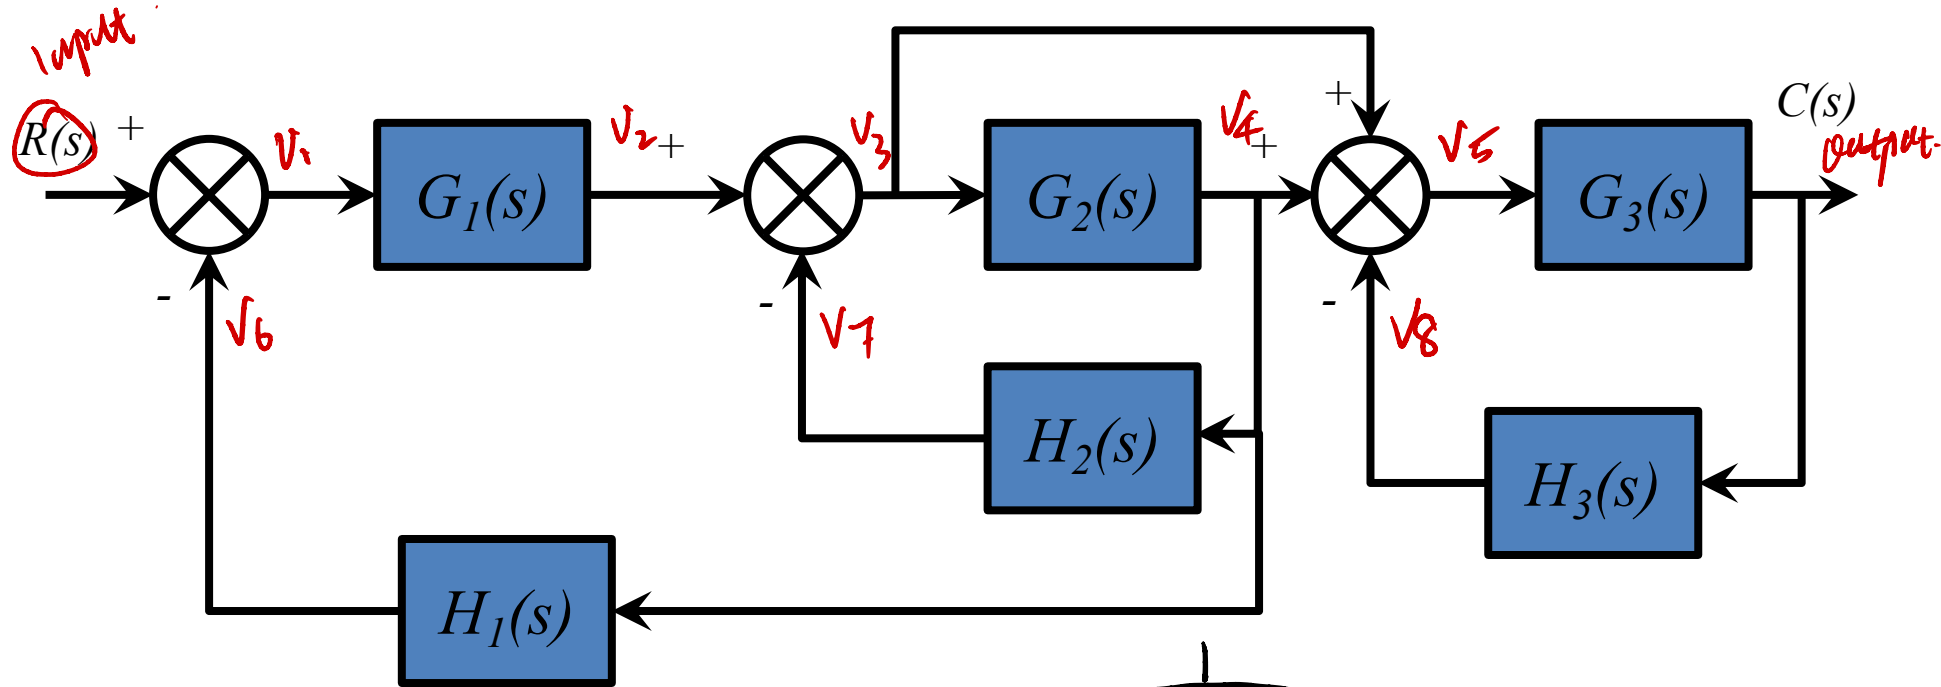 input
R(s) + V1 G1(s) V2 + V3 G2(s) V4 + + V5 G3(s) C(s) output
- V6 - V7 - V8
H2(s) H3(s)
H1(s)